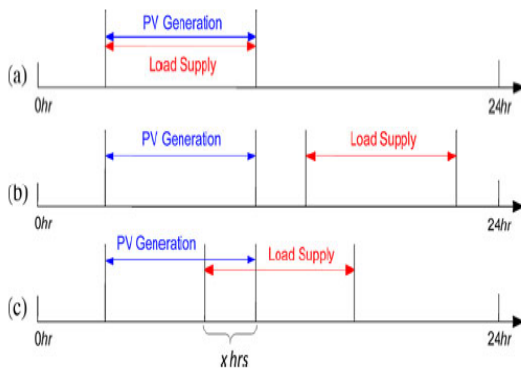 PV Generation
Load Supply
(a)
0hr
24hr
PV Generation
Load Supply
(b)
0hr
24hr
PV Generation
Load Supply
(c)
0hr
24hr
x hrs